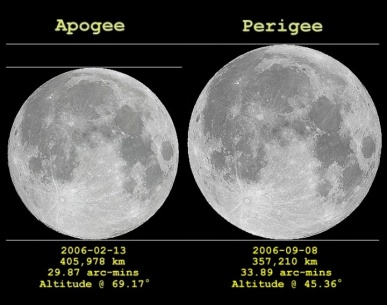 Apogee
Perigee
2006-02-13
405,978 km
29.87 arc-mins
Altitude @ 69.17°
2006-09-08
357,210 km
33.89 arc-mins
Altitude @ 45.36°